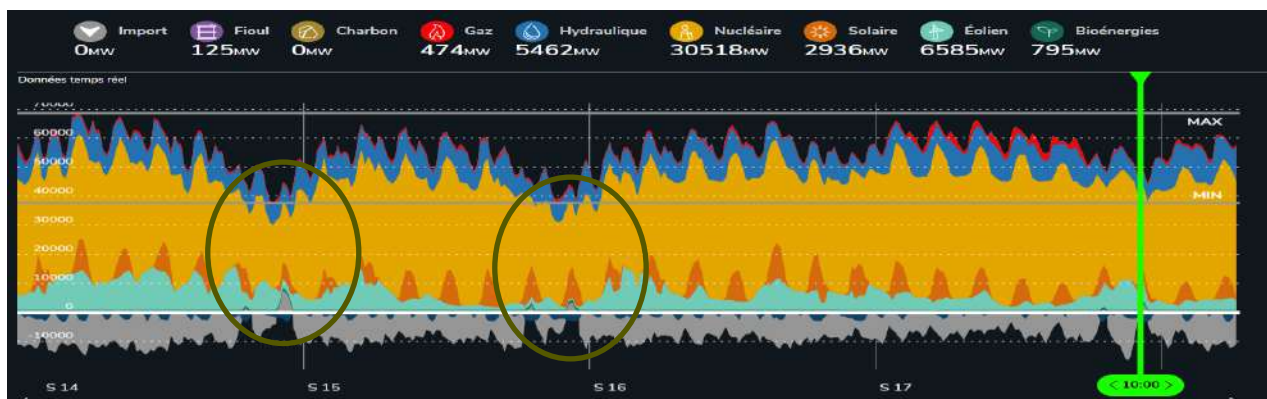 Import Fioul Charbon Gaz Hydraulique Nucléaire Solaire Éolien Bioénergies
0MW 125MW 0MW 474MW 5462MW 30518MW 2936MW 6585MW 795MW
Données temps réel
70000
MAX
60000
50000
40000
MIN
30000
20000
10000
0
-10000
S 14 S 15 S 16 S 17 < 10:00 >